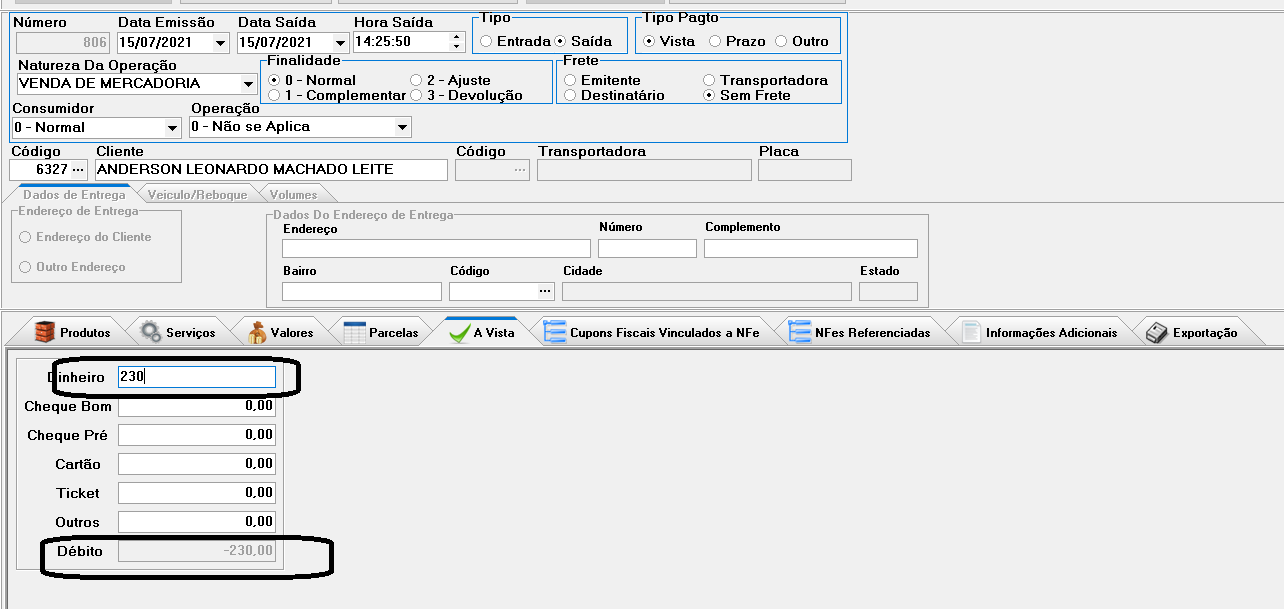 Número Data Emissão Data Saída Hora Saída Tipo Tipo Pagto
806 15/07/2021 15/07/2021 14:25:50 Entrada Saída Vista Prazo Outro
Natureza Da Operação Finalidade Frete
VENDA DE MERCADORIA 0 - Normal 2 - Ajuste Emitente Transportadora
1 - Complementar 3 - Devolução Destinatário Sem Frete
Consumidor Operação
0 - Normal 0 - Não se Aplica
Código Cliente Código Transportadora Placa
6327 ... ANDERSON LEONARDO MACHADO LEITE ...
Dados de Entrega Veiculo/Reboque Volumes
Endereço de Entrega Dados Do Endereço de Entrega
Endereço Número Complemento
Endereço do Cliente
Outro Endereço Bairro Código Cidade Estado
...
Produtos Serviços Valores Parcelas A Vista Cupons Fiscais Vinculados a NFe NFes Referenciadas Informações Adicionais Exportação
Dinheiro 230
Cheque Bom 0,00
Cheque Pré 0,00
Cartão 0,00
Ticket 0,00
Outros 0,00
Débito -230,00